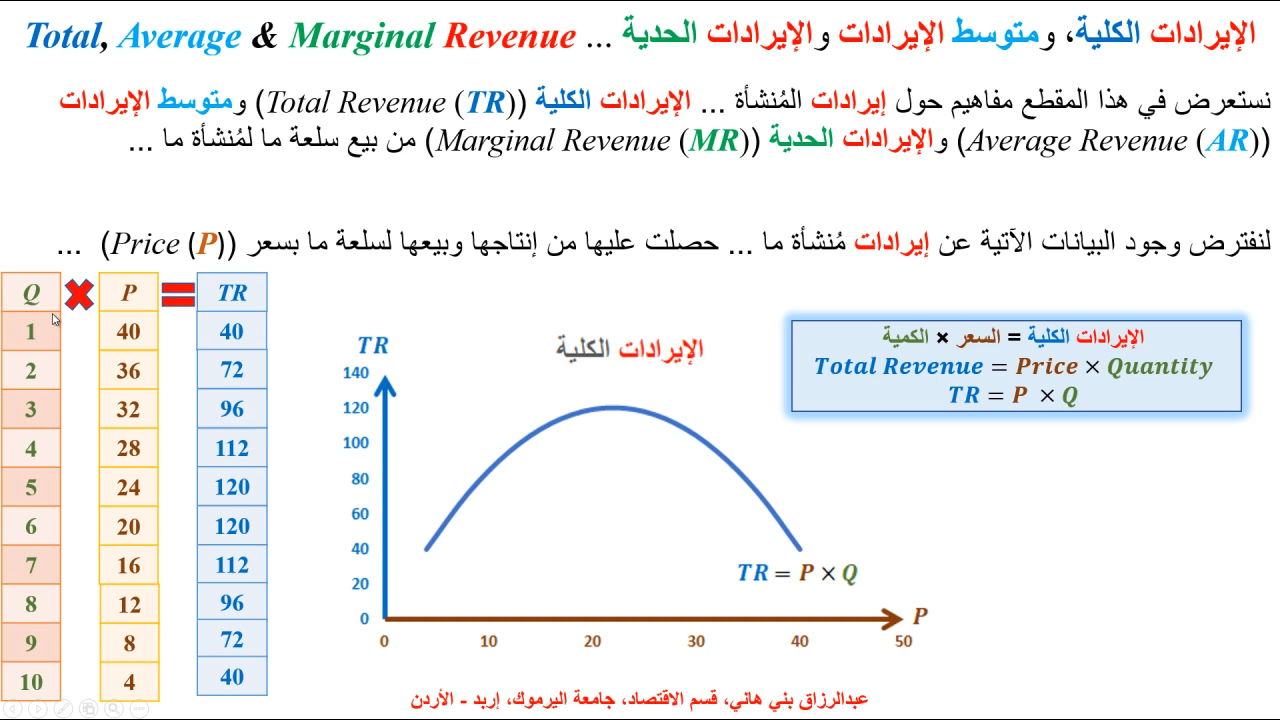 الإيرادات الكلية، ومتوسط الإيرادات والإيرادات الحدية ... Total, Average & Marginal Revenue
نستعرض في هذا المقطع مفاهيم حول إيرادات المُنشأة ... الإيرادات الكلية (Total Revenue (TR)) ومتوسط الإيرادات
(Average Revenue (AR)) والإيرادات الحدية (Marginal Revenue (MR)) من بيع سلعة ما لمُنشأة ما ...
لنفترض وجود البيانات الآتية عن إيرادات مُنشأة ما ... حصلت عليها من إنتاجها وبيعها لسلعة ما بسعر (Price (P)) ...
Q × P = TR
1 40 40
2 36 72
3 32 96
4 28 112
5 24 120
6 20 120
7 16 112
8 12 96
9 8 72
10 4 40
الإيرادات الكلية
TR
140
120
100
80
60
40
20
0
0 10 20 30 40 50
P
TR = P × Q
الإيرادات الكلية = السعر × الكمية
Total Revenue = Price × Quantity
TR = P × Q
عبدالرزاق بني هاني، قسم الاقتصاد، جامعة اليرموك، إربد - الأردن